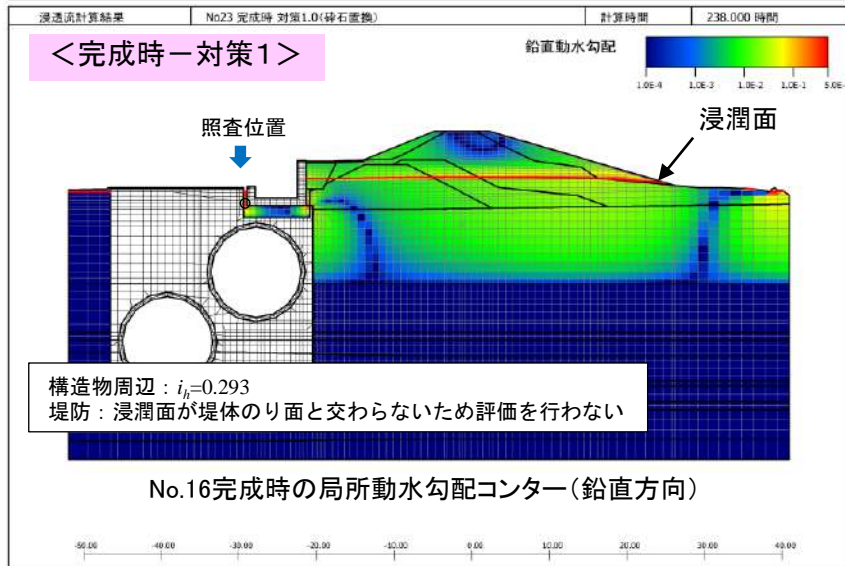 浸透流計算結果
No23 完成時 対策1.0(砕石置換)
計算時間
238.000 時間
＜完成時－対策1＞
鉛直動水勾配
1.0E-4 1.0E-3 1.0E-2 1.0E-1 5.0E-
照査位置
浸潤面
構造物周辺：ih=0.293
堤防：浸潤面が堤体のり面と交わらないため評価を行わない
No.16完成時の局所動水勾配コンター（鉛直方向）
-50.00 -40.00 -30.00 -20.00 -10.00 0.00 10.00 20.00 30.00 40.00